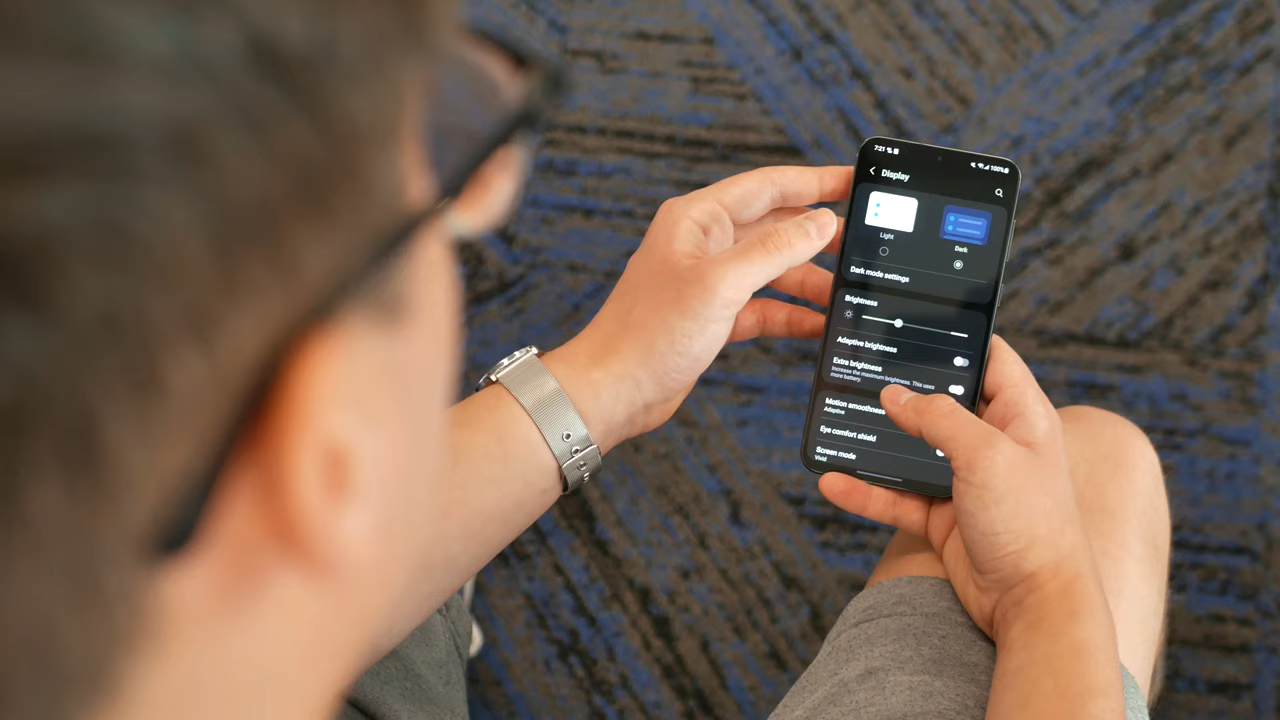 7:21
100%
Display
Light
Dark
Dark mode settings
Brightness
Adaptive brightness
Extra brightness
Increase the maximum brightness. This uses
more battery.
Motion smoothness
Adaptive
Eye comfort shield
Screen mode
Vivid